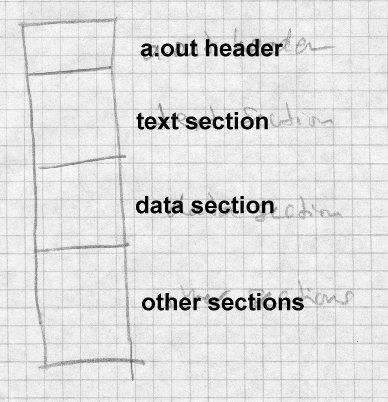 a.out header
text section
data section
other sections